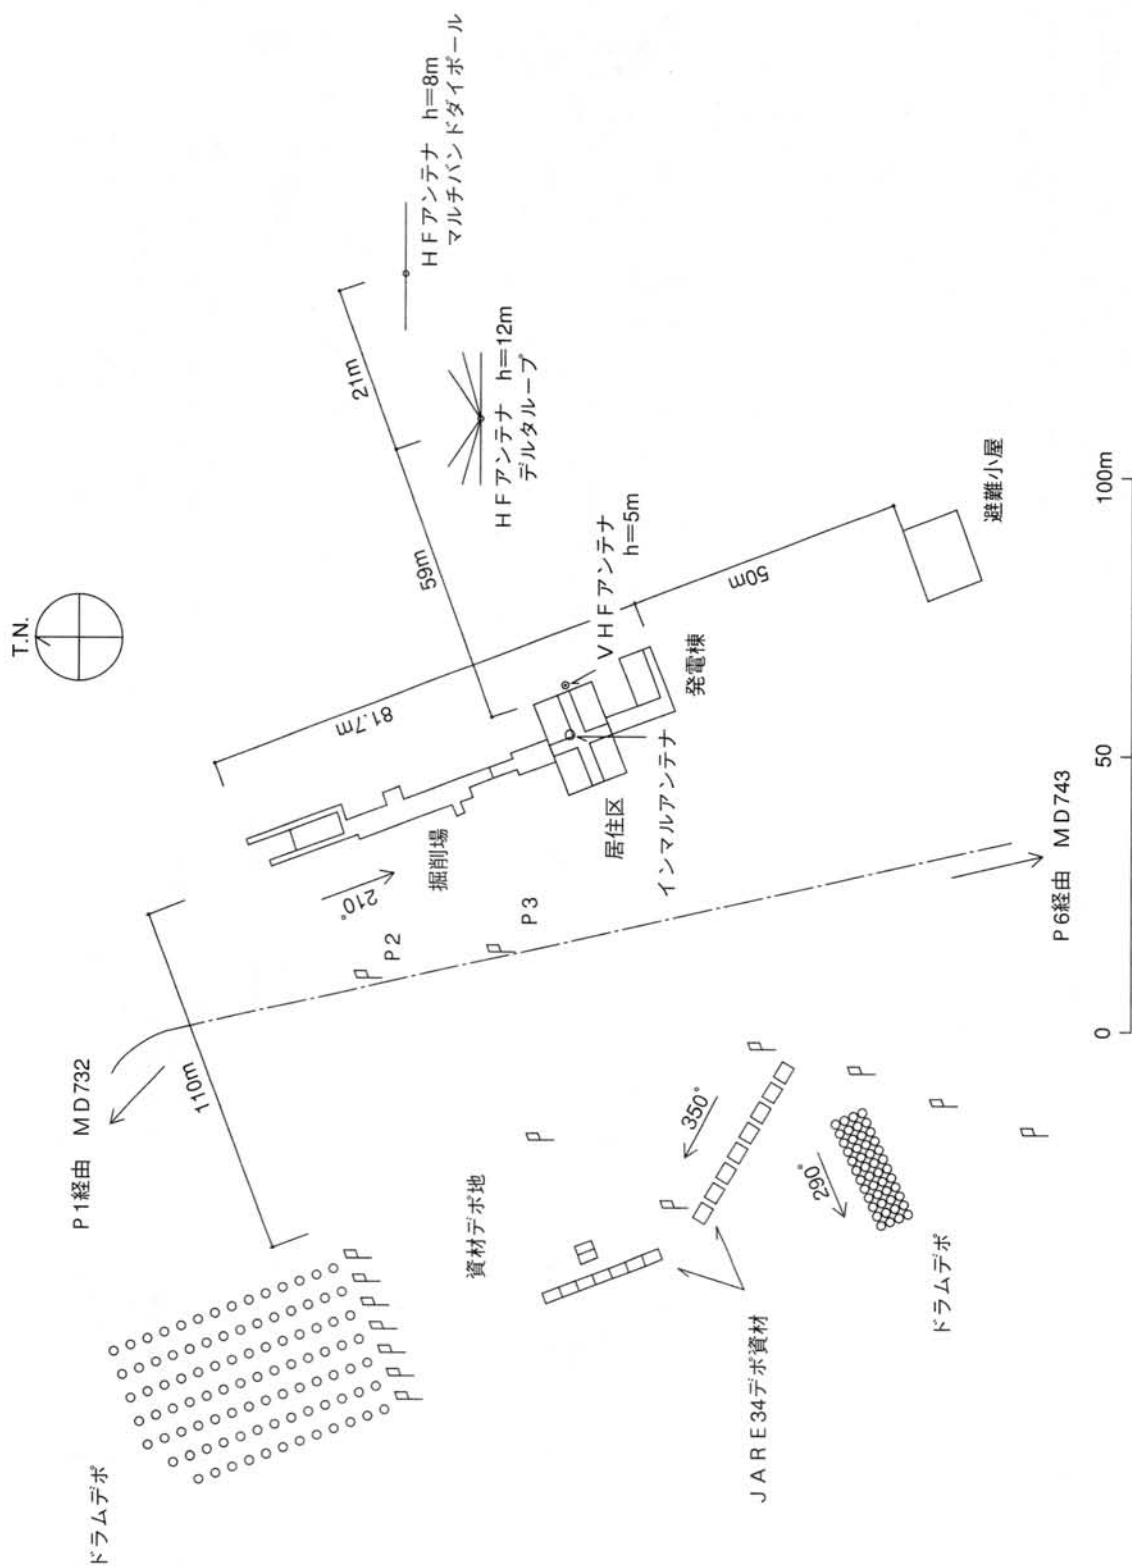 T.N.
HFアンテナ h=8m
マルチバンドダイポール
21m
HFアンテナ h=12m
デルタループ
59m
VHFアンテナ
h=5m
81.7m
50m
避難小屋
発電棟
インマルアンテナ
居住区
掘削場
210°
P2
P3
P1経由 MD732
110m
P6経由 MD743
資材デポ地
350°
290°
JARE34デポ資材
ドラムデポ
ドラムデポ
0
50
100m